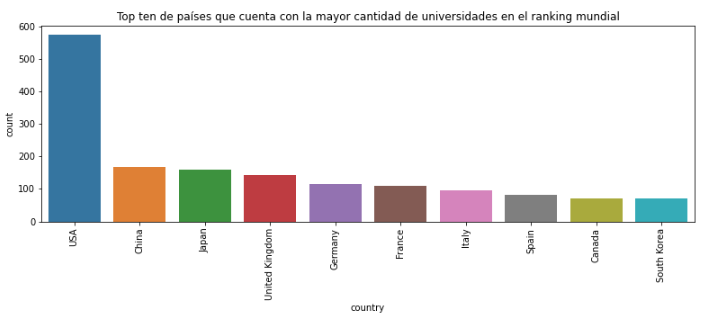 Top ten de países que cuenta con la mayor cantidad de universidades en el ranking mundial
600
500
400
300
200
100
0
count
USA
China
Japan
United Kingdom
Germany
France
Italy
Spain
Canada
South Korea
country